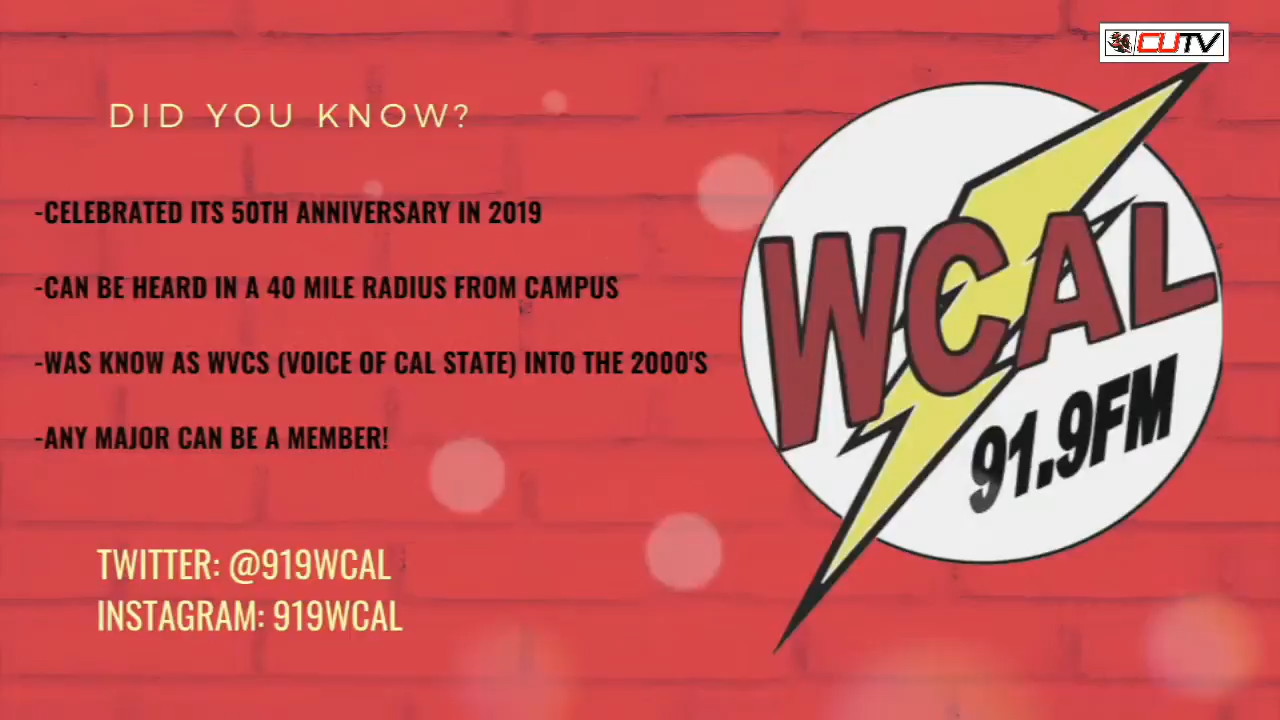 CUTV
DID YOU KNOW?
-CELEBRATED ITS 50TH ANNIVERSARY IN 2019
-CAN BE HEARD IN A 40 MILE RADIUS FROM CAMPUS
-WAS KNOW AS WVCS (VOICE OF CAL STATE) INTO THE 2000'S
-ANY MAJOR CAN BE A MEMBER!
TWITTER: @919WCAL
INSTAGRAM: 919WCAL
WCAL
91.9FM